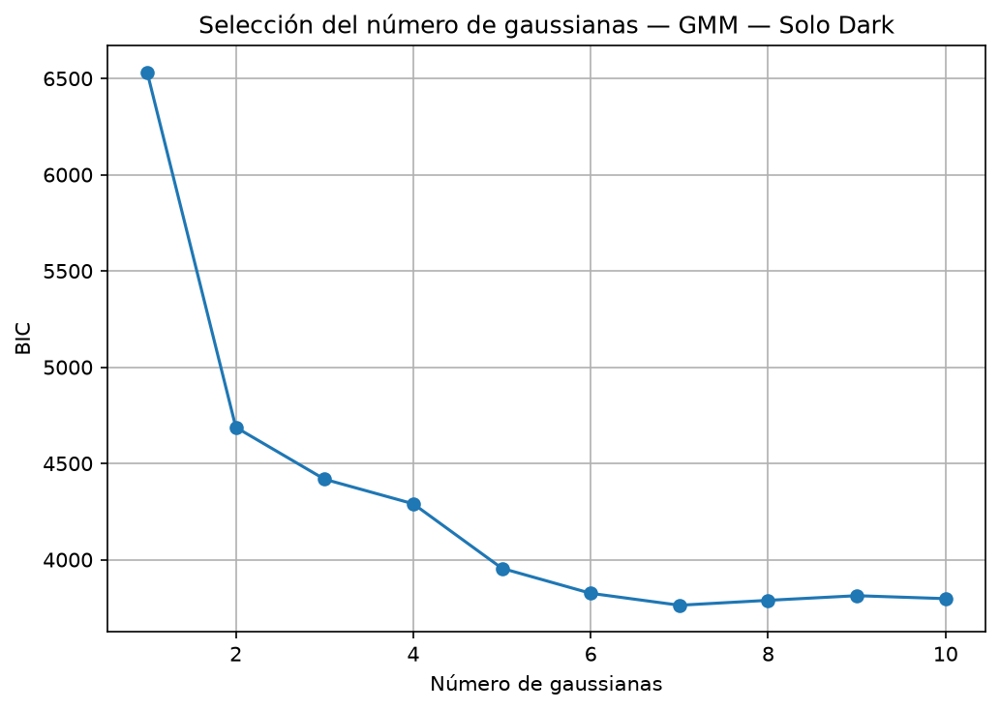 Selección del número de gaussianas — GMM — Solo Dark
6500
6000
5500
5000
4500
4000
BIC
2 4 6 8 10
Número de gaussianas